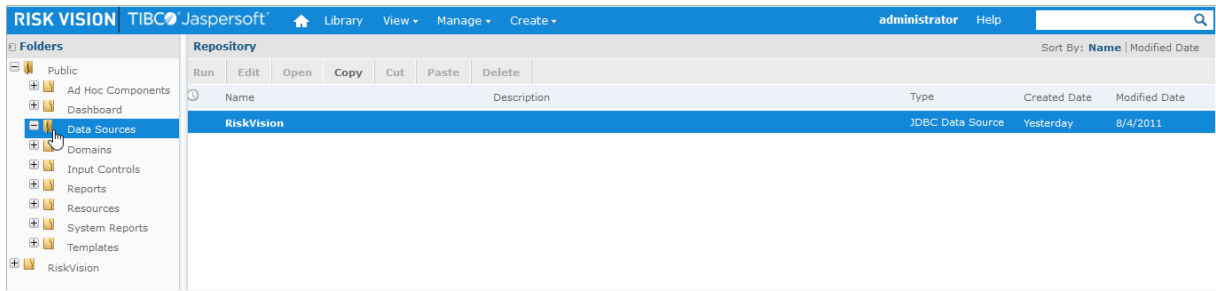 RISK VISION TIBCO Jaspersoft Library View Manage Create administrator Help
Folders
Public
Ad Hoc Components
Dashboard
Data Sources
Domains
Input Controls
Reports
Resources
System Reports
Templates
RiskVision
Repository Sort By: Name | Modified Date
Run Edit Open Copy Cut Paste Delete
Name Description Type Created Date Modified Date
RiskVision JDBC Data Source Yesterday 8/4/2011